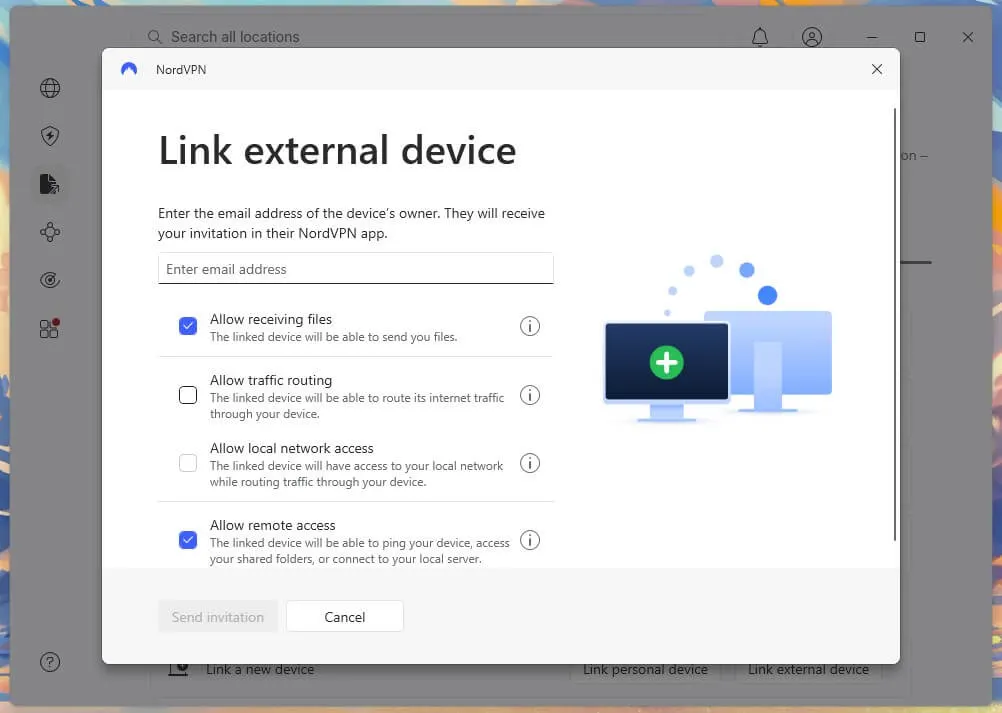 Search all locations
NordVPN
Link external device
on –
Enter the email address of the device's owner. They will receive
your invitation in their NordVPN app.
Enter email address
Allow receiving files
The linked device will be able to send you files.
Allow traffic routing
The linked device will be able to route its internet traffic
through your device.
Allow local network access
The linked device will have access to your local network
while routing traffic through your device.
Allow remote access
The linked device will be able to ping your device, access
your shared folders, or connect to your local server.
Send invitation
Cancel
Link a new device
Link personal device
Link external device